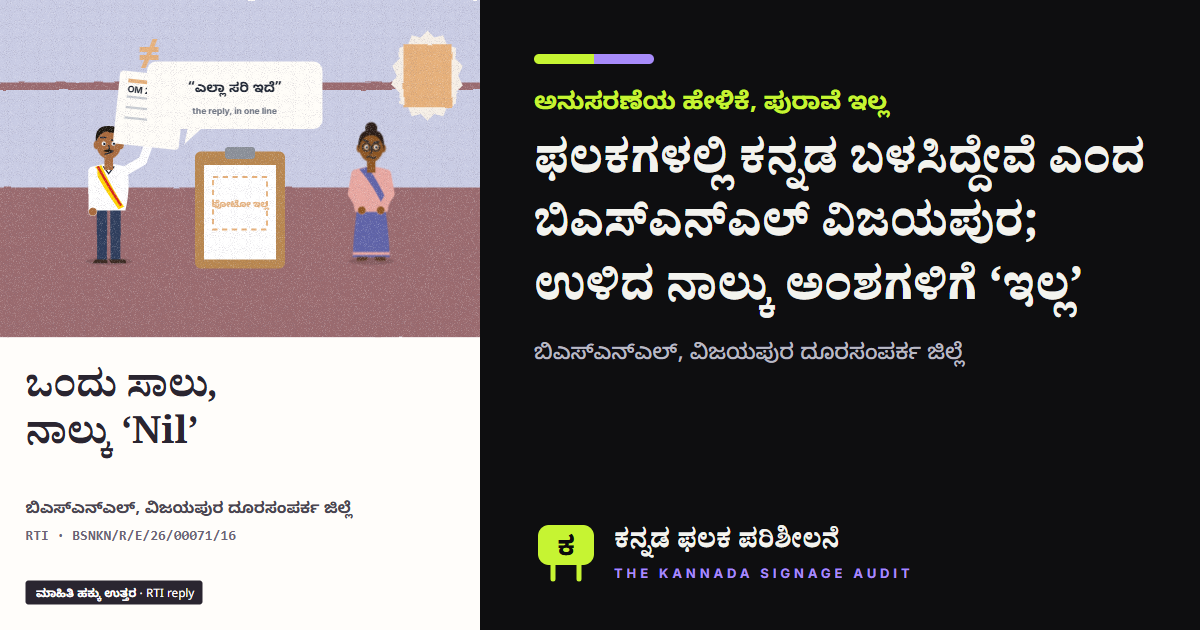 OM
“ಎಲ್ಲಾ ಸರಿ ಇದೆ”
the reply, in one line
ಫೋಟೋ ಇಲ್ಲ
ಒಂದು ಸಾಲು,
ನಾಲ್ಕು ‘Nil’
ಬಿಎಸ್ಎನ್ಎಲ್, ವಿಜಯಪುರ ದೂರಸಂಪರ್ಕ ಜಿಲ್ಲೆ
RTI · BSNKN/R/E/26/00071/16
ಮಾಹಿತಿ ಹಕ್ಕು ಉತ್ತರ · RTI reply
ಅನುಸರಣೆಯ ಹೇಳಿಕೆ, ಪುರಾವೆ ಇಲ್ಲ
ಫಲಕಗಳಲ್ಲಿ ಕನ್ನಡ ಬಳಸಿದ್ದೇವೆ ಎಂದ
ಬಿಎಸ್ಎನ್ಎಲ್ ವಿಜಯಪುರ;
ಉಳಿದ ನಾಲ್ಕು ಅಂಶಗಳಿಗೆ ‘ಇಲ್ಲ’
ಬಿಎಸ್ಎನ್ಎಲ್, ವಿಜಯಪುರ ದೂರಸಂಪರ್ಕ ಜಿಲ್ಲೆ
ಕ
ಕನ್ನಡ ಫಲಕ ಪರಿಶೀಲನೆ
THE KANNADA SIGNAGE AUDIT